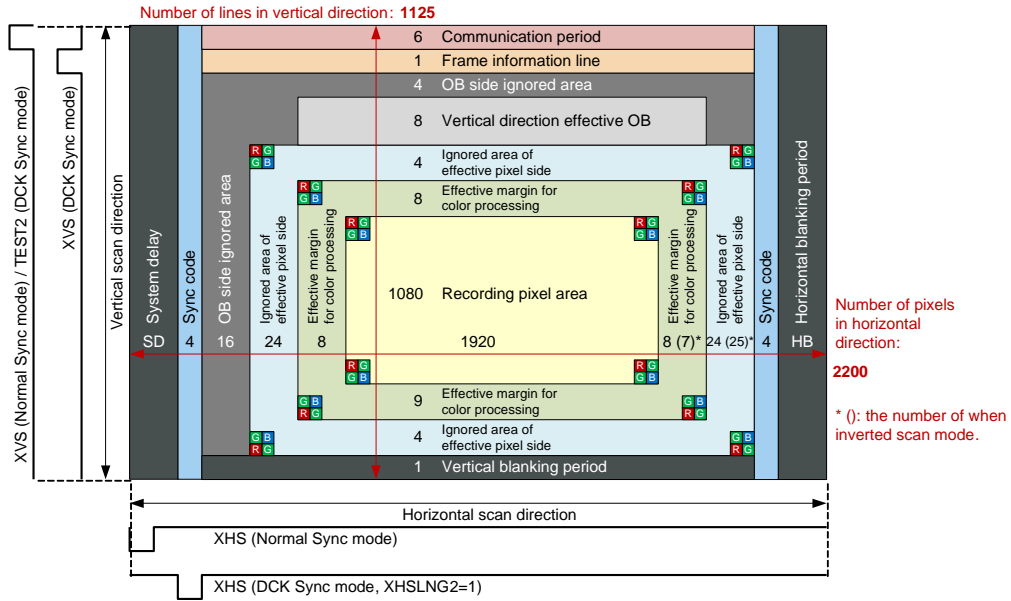 Number of lines in vertical direction: 1125
6 Communication period
1 Frame information line
4 OB side ignored area
8 Vertical direction effective OB
4 Ignored area of
effective pixel side
8 Effective margin for
color processing
1080 Recording pixel area
1920
9 Effective margin for
color processing
4 Ignored area of
effective pixel side
1 Vertical blanking period
XVS (Normal Sync mode) / TEST2 (DCK Sync mode)
XVS (DCK Sync mode)
Vertical scan direction
System delay
SD
Sync code
4
OB side ignored area
16
Ignored area of
effective pixel side
24
Effective margin
for color processing
8
Effective margin
for color processing
8 (7)*
Ignored area of
effective pixel side
24 (25)*
Sync code
4
Horizontal blanking period
HB
R G
G B
R G
G B
R G
G B
R G
G B
R G
G B
R G
G B
R G
G B
R G
G B
G B
R G
G B
R G
G B
R G
G B
R G
Number of pixels
in horizontal
direction:
2200
* (): the number of when
inverted scan mode.
Horizontal scan direction
XHS (Normal Sync mode)
XHS (DCK Sync mode, XHSLNG2=1)